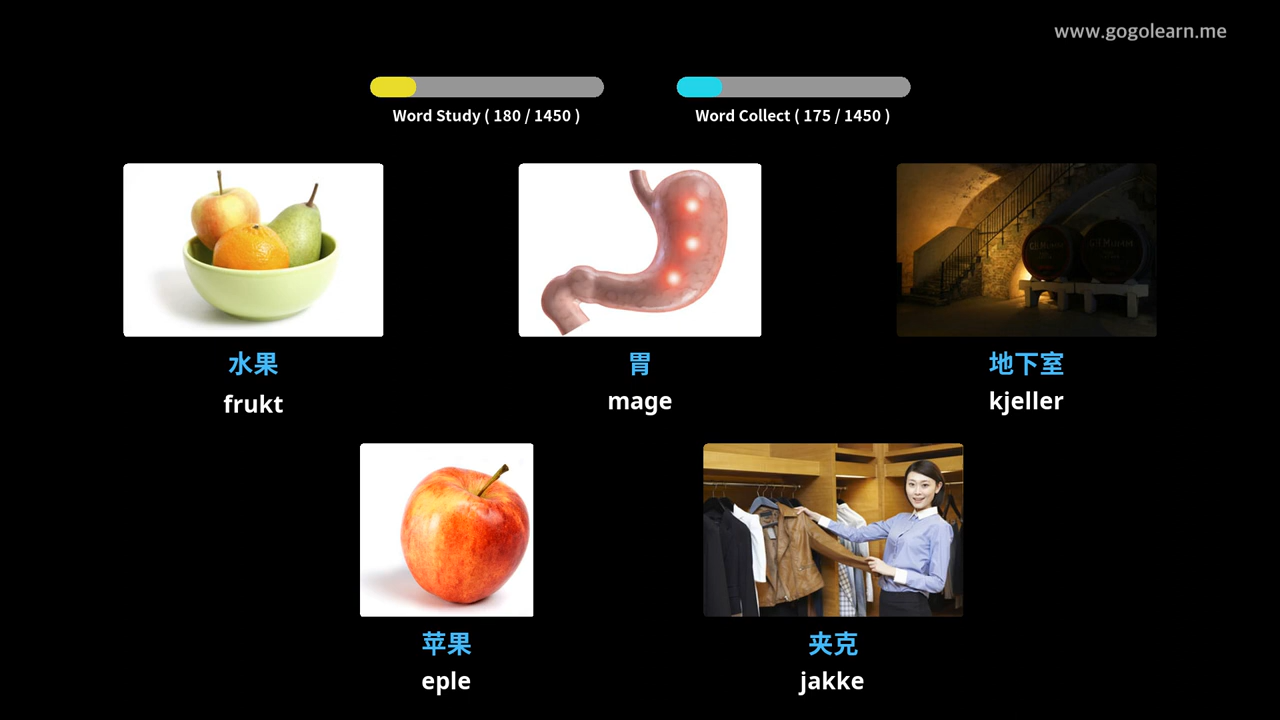 www.gogolearn.me
Word Study ( 180 / 1450 )
Word Collect ( 175 / 1450 )
水果
frukt
胃
mage
地下室
kjeller
苹果
eple
夹克
jakke